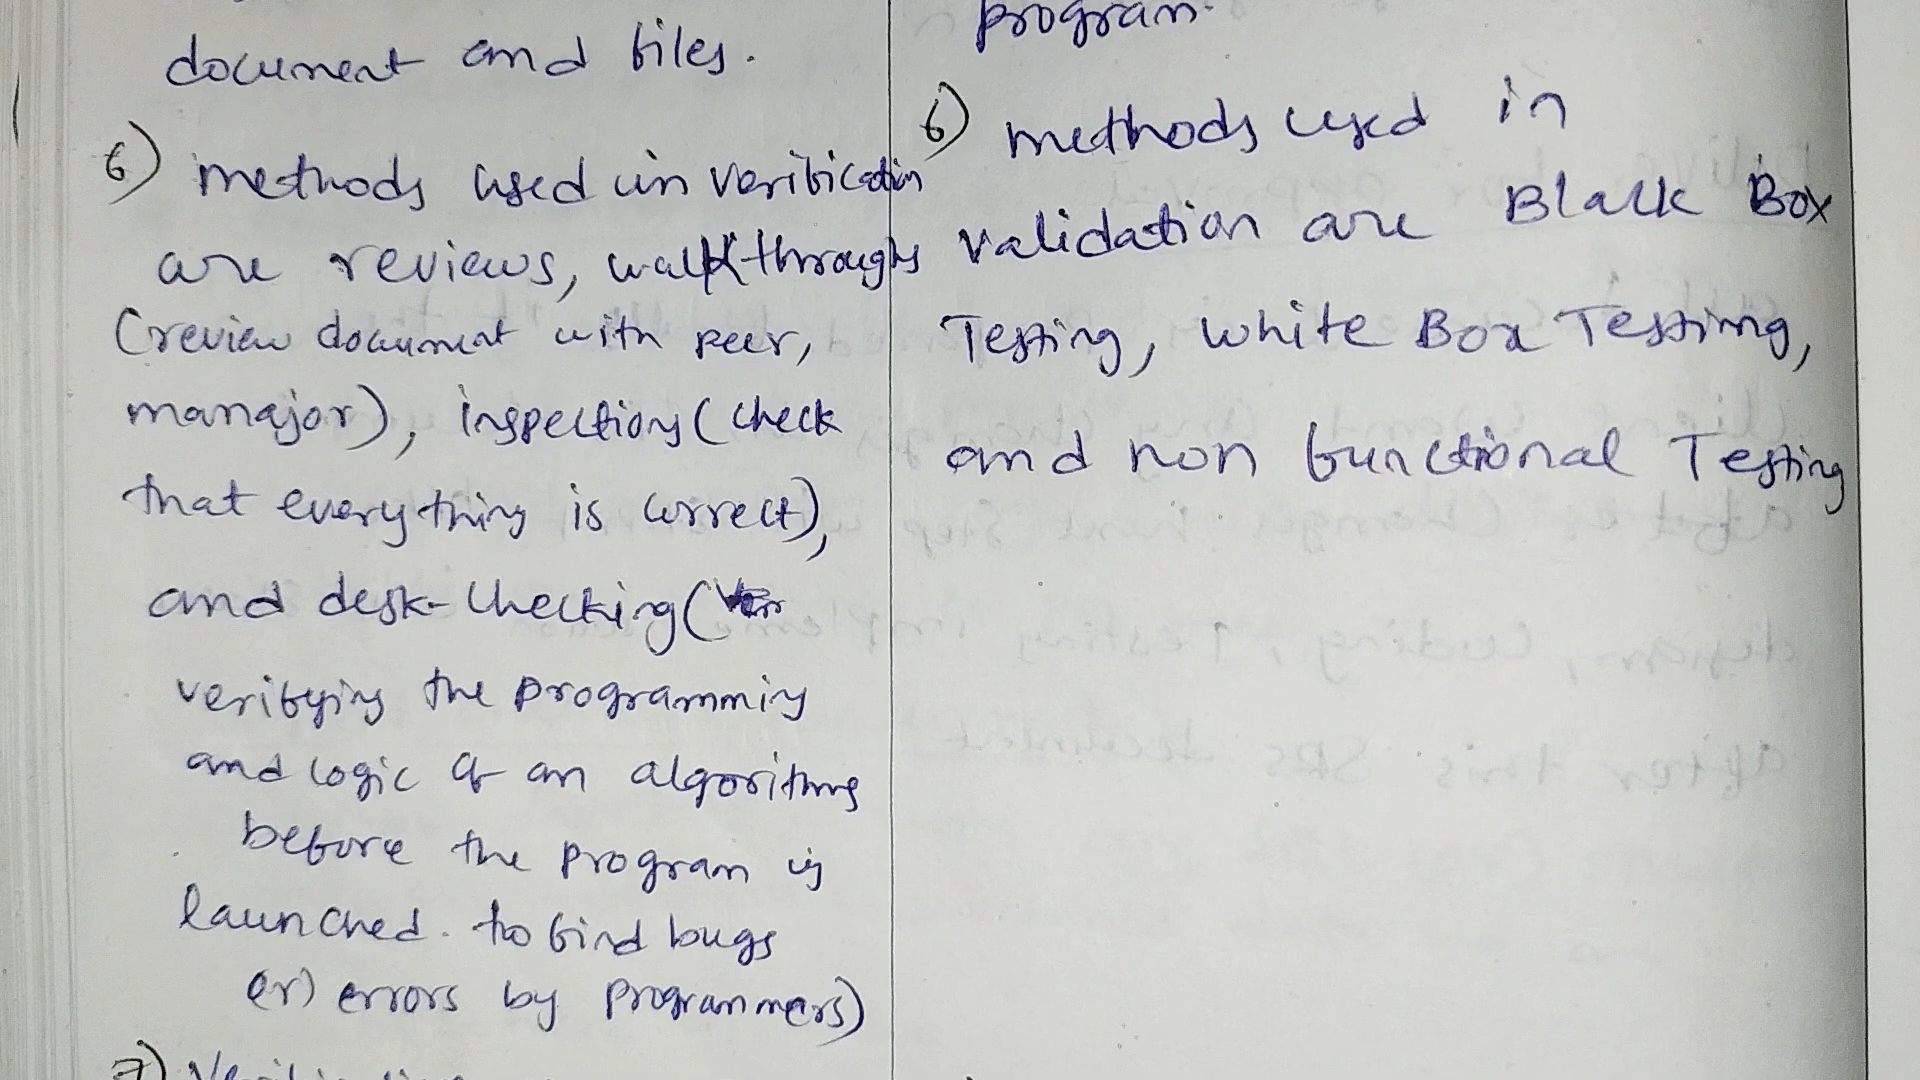 document and files.
6) methods used in verification
are reviews, walkthroughs
(review document with peer,
manajor), inspections (check
that everything is correct),
and desk-checking (
verifying the programming
and logic of an algorithms
before the program is
launched. to find bugs
(or) errors by programmers)
7)
program.
6) methods used in
validation are Black Box
Testing, white Box Testing,
and non functional Testing